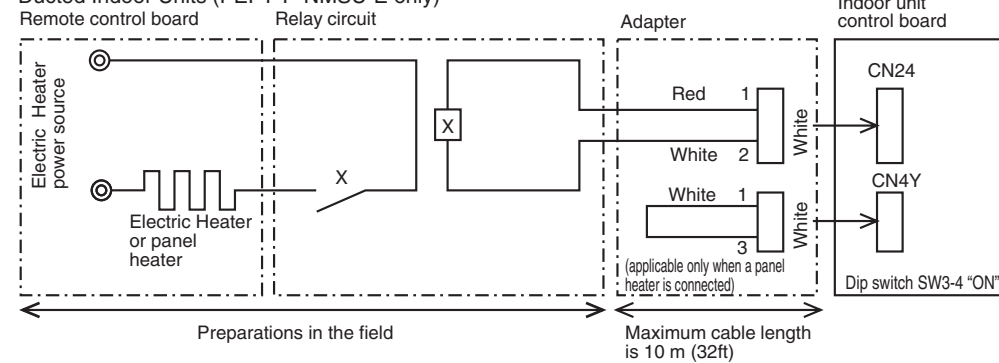 Remote control board
Relay circuit
Adapter
Indoor unit
control board
Electric Heater
power source
Electric Heater
or panel
heater
X
X
Red 1
White 2
White
White 1
3
White
(applicable only when a panel
heater is connected)
CN24
CN4Y
Dip switch SW3-4 “ON”
Preparations in the field
Maximum cable length
is 10 m (32ft)